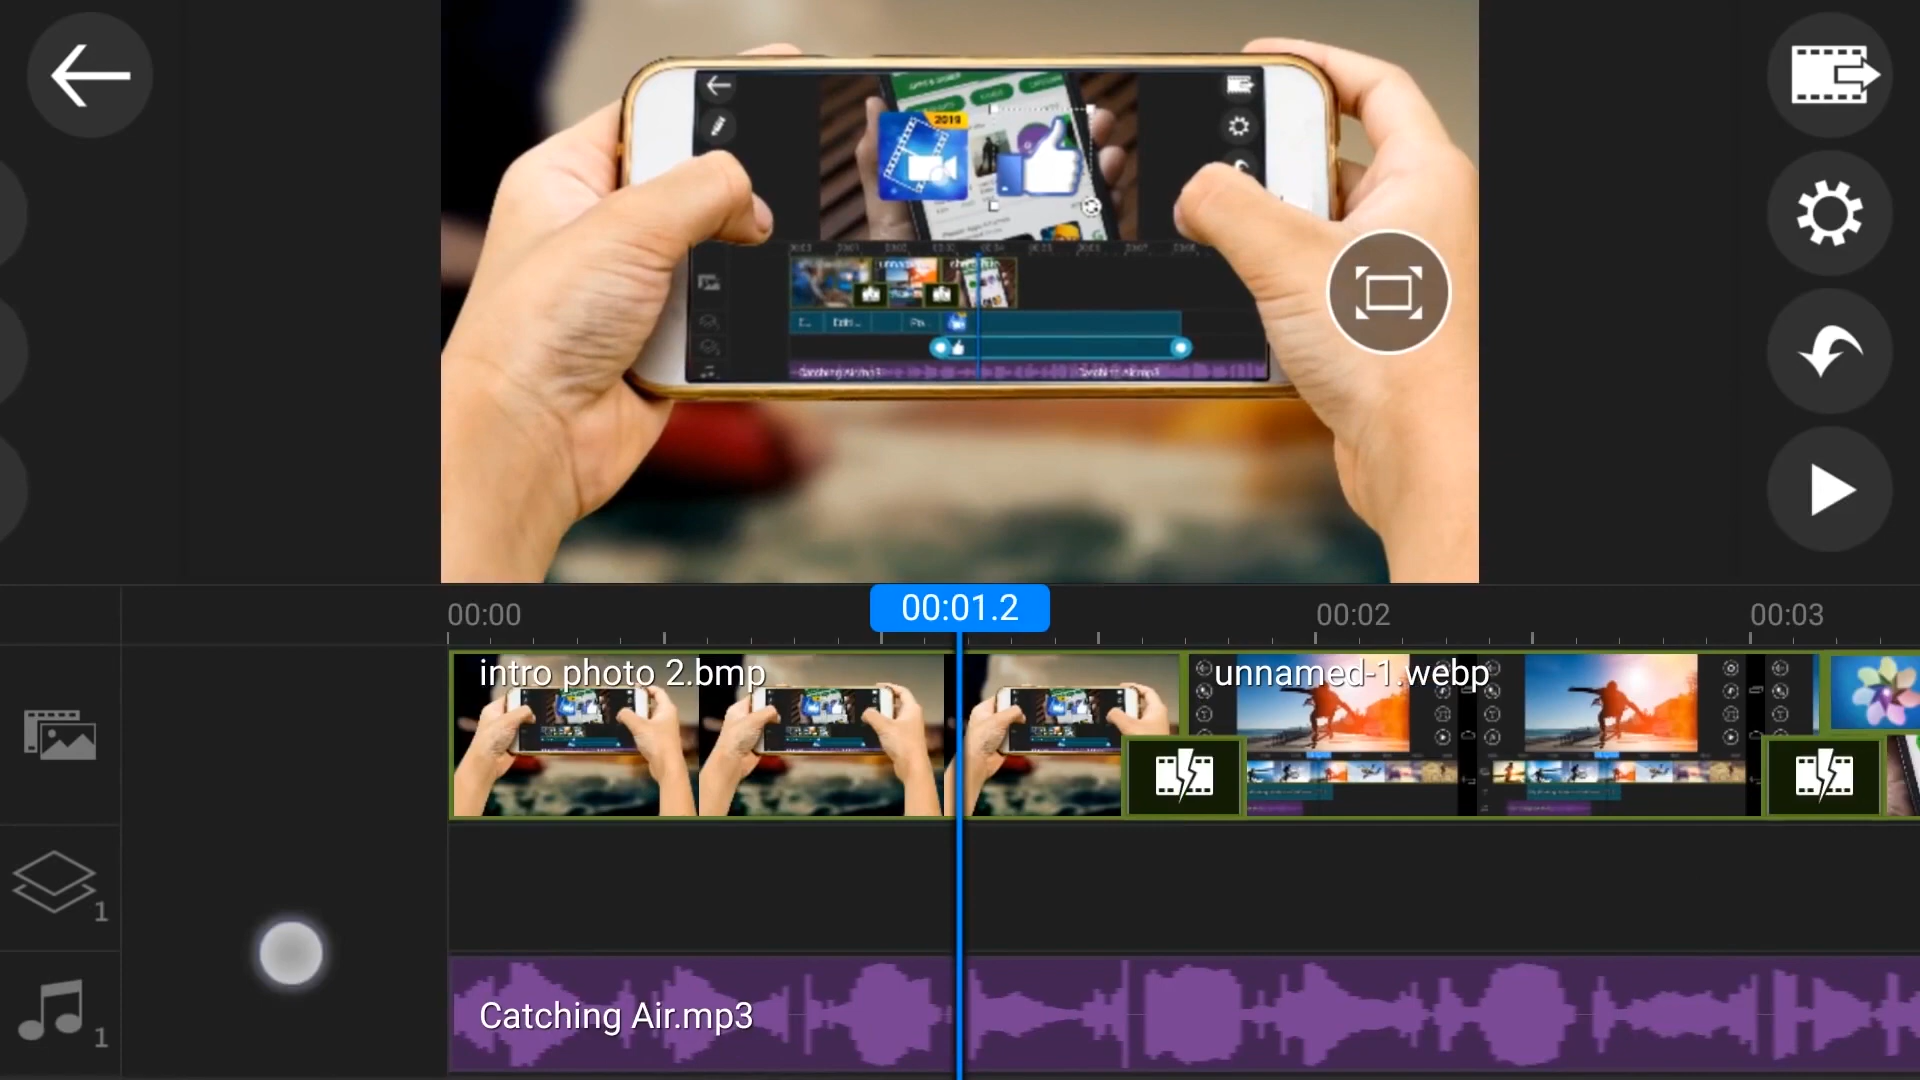 2019
00:00
00:01.2
00:02
00:03
intro photo 2.bmp
unnamed-1.webp
1
Catching Air.mp3
1